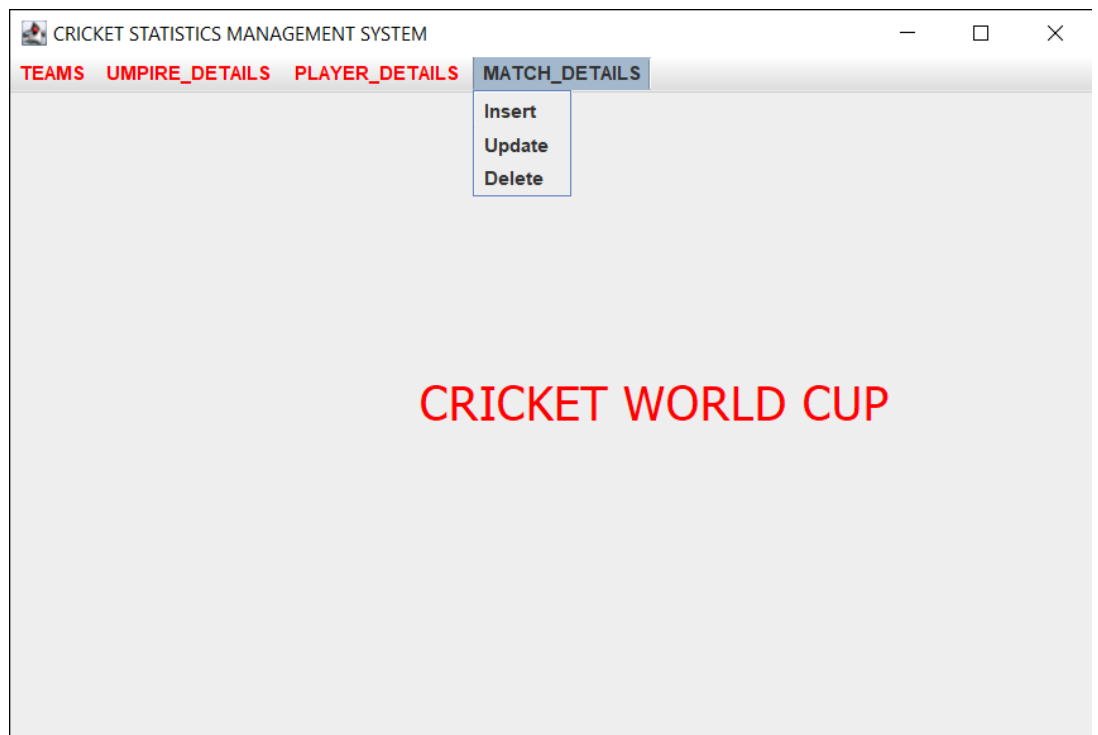 CRICKET STATISTICS MANAGEMENT SYSTEM
TEAMS UMPIRE_DETAILS PLAYER_DETAILS MATCH_DETAILS
Insert
Update
Delete
CRICKET WORLD CUP